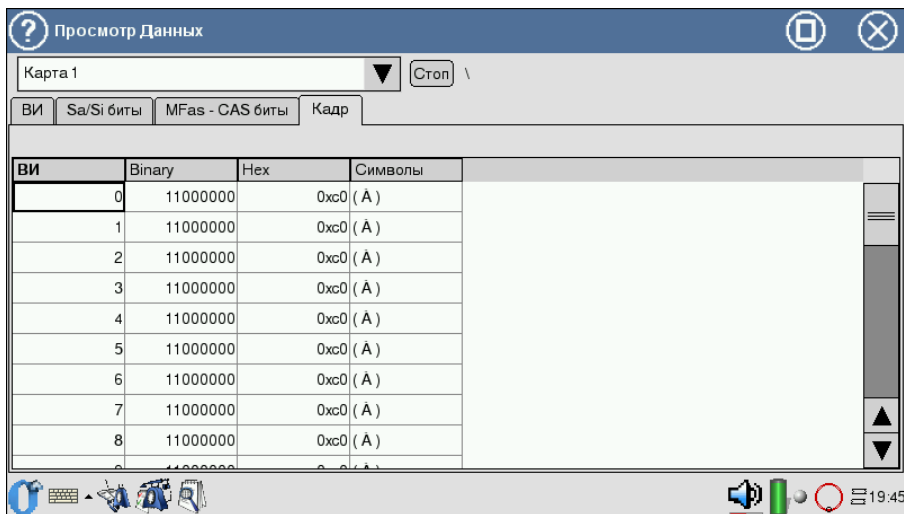 Просмотр Данных
Карта 1 Стоп \
ВИ Sa/Si биты MFas - CAS биты Кадр
ВИ Binary Hex Символы
0 11000000 0xc0 ( À )
1 11000000 0xc0 ( À )
2 11000000 0xc0 ( À )
3 11000000 0xc0 ( À )
4 11000000 0xc0 ( À )
5 11000000 0xc0 ( À )
6 11000000 0xc0 ( À )
7 11000000 0xc0 ( À )
8 11000000 0xc0 ( À )
19:45